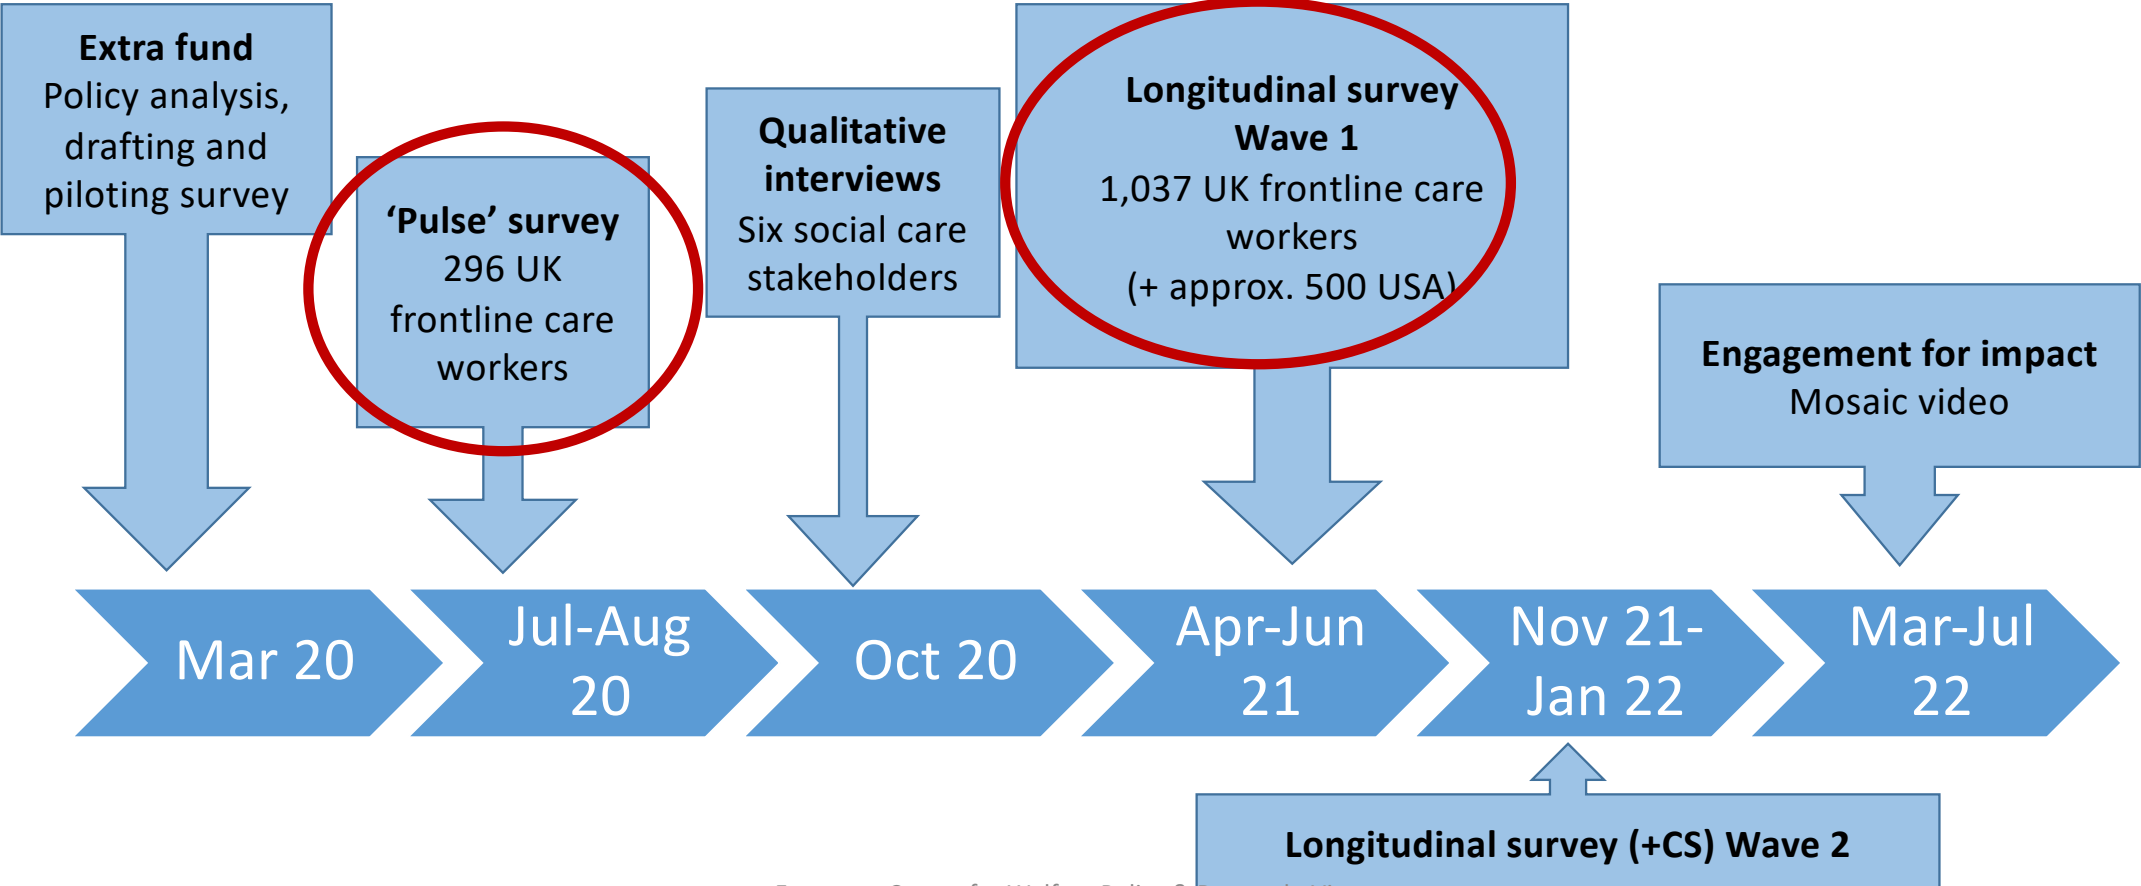 Extra fund
Policy analysis,
drafting and
piloting survey
‘Pulse’ survey
296 UK
frontline care
workers
Qualitative
interviews
Six social care
stakeholders
Longitudinal survey
Wave 1
1,037 UK frontline care
workers
(+ approx. 500 USA)
Engagement for impact
Mosaic video
Mar 20
Jul-Aug
20
Oct 20
Apr-Jun
21
Nov 21-
Jan 22
Mar-Jul
22
Longitudinal survey (+CS) Wave 2